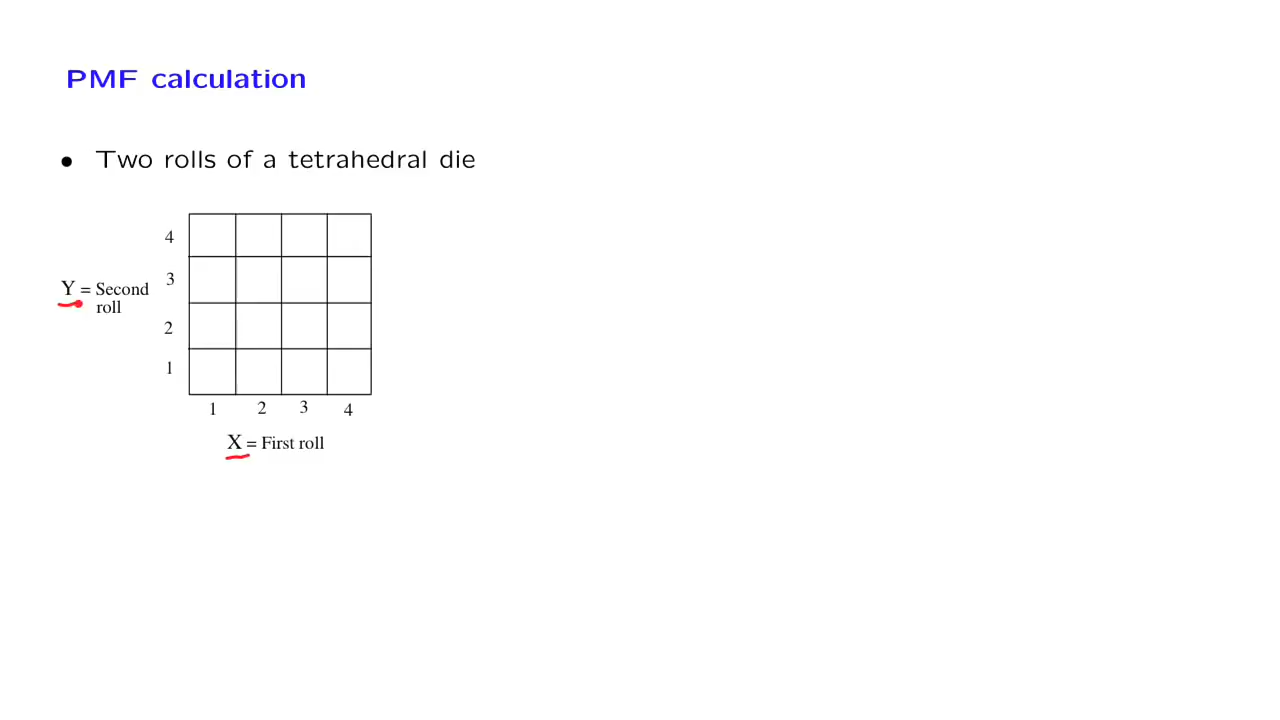 PMF calculation
• Two rolls of a tetrahedral die
4
3
Y = Second
roll
2
1
1 2 3 4
X = First roll